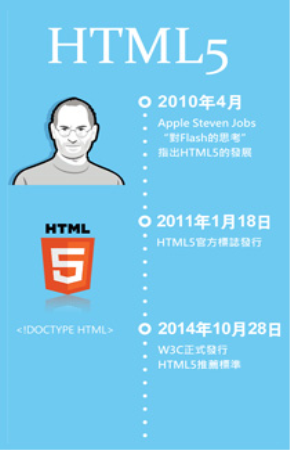 HTML5
2010年4月
Apple Steven Jobs
“對Flash的思考”
指出HTML5的發展
HTML
5
2011年1月18日
HTML5官方標誌發行
<!DOCTYPE HTML>
2014年10月28日
W3C正式發行
HTML5推薦標準